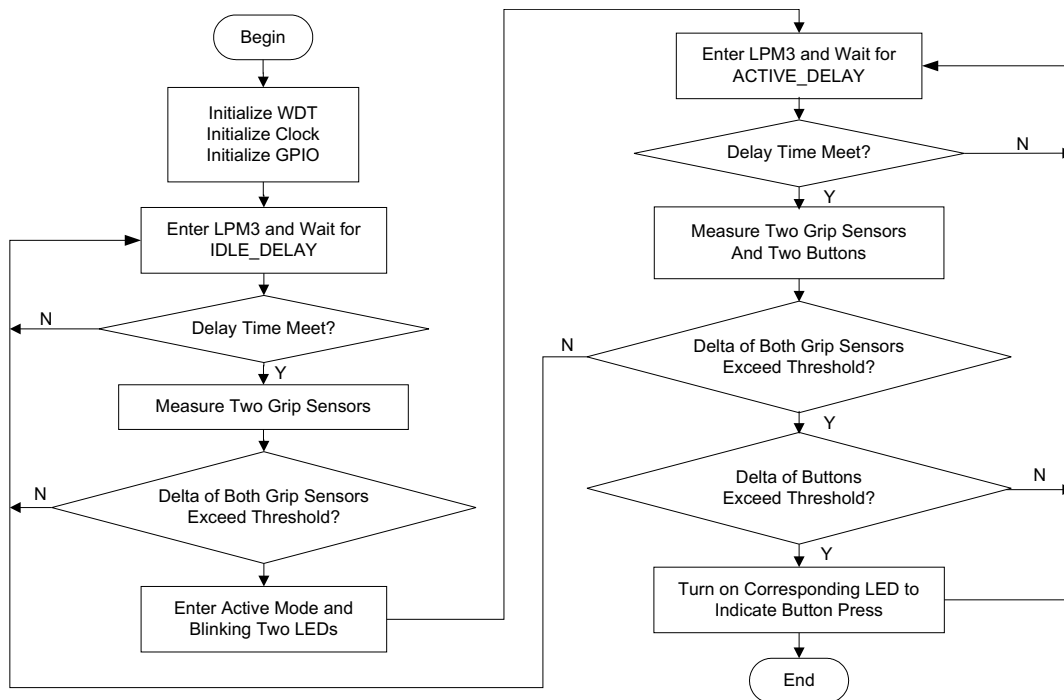 Begin
Initialize WDT
Initialize Clock
Initialize GPIO
Enter LPM3 and Wait for
IDLE_DELAY
N
Delay Time Meet?
Y
Measure Two Grip Sensors
N
Delta of Both Grip Sensors
Exceed Threshold?
Enter Active Mode and
Blinking Two LEDs
Enter LPM3 and Wait for
ACTIVE_DELAY
Delay Time Meet?
N
Y
Measure Two Grip Sensors
And Two Buttons
N
Delta of Both Grip Sensors
Exceed Threshold?
Y
Delta of Buttons
Exceed Threshold?
N
Y
Turn on Corresponding LED to
Indicate Button Press
End